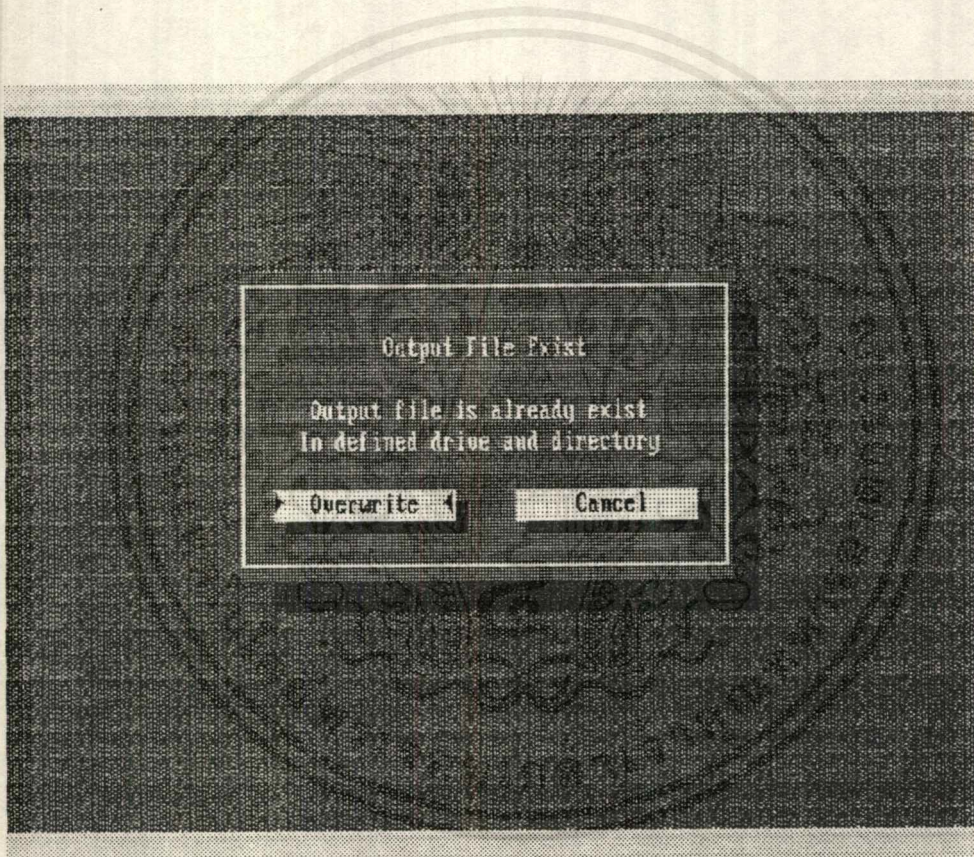 Output File Exist
Output file is already exist
In defined drive and directory
Overwrite
Cancel